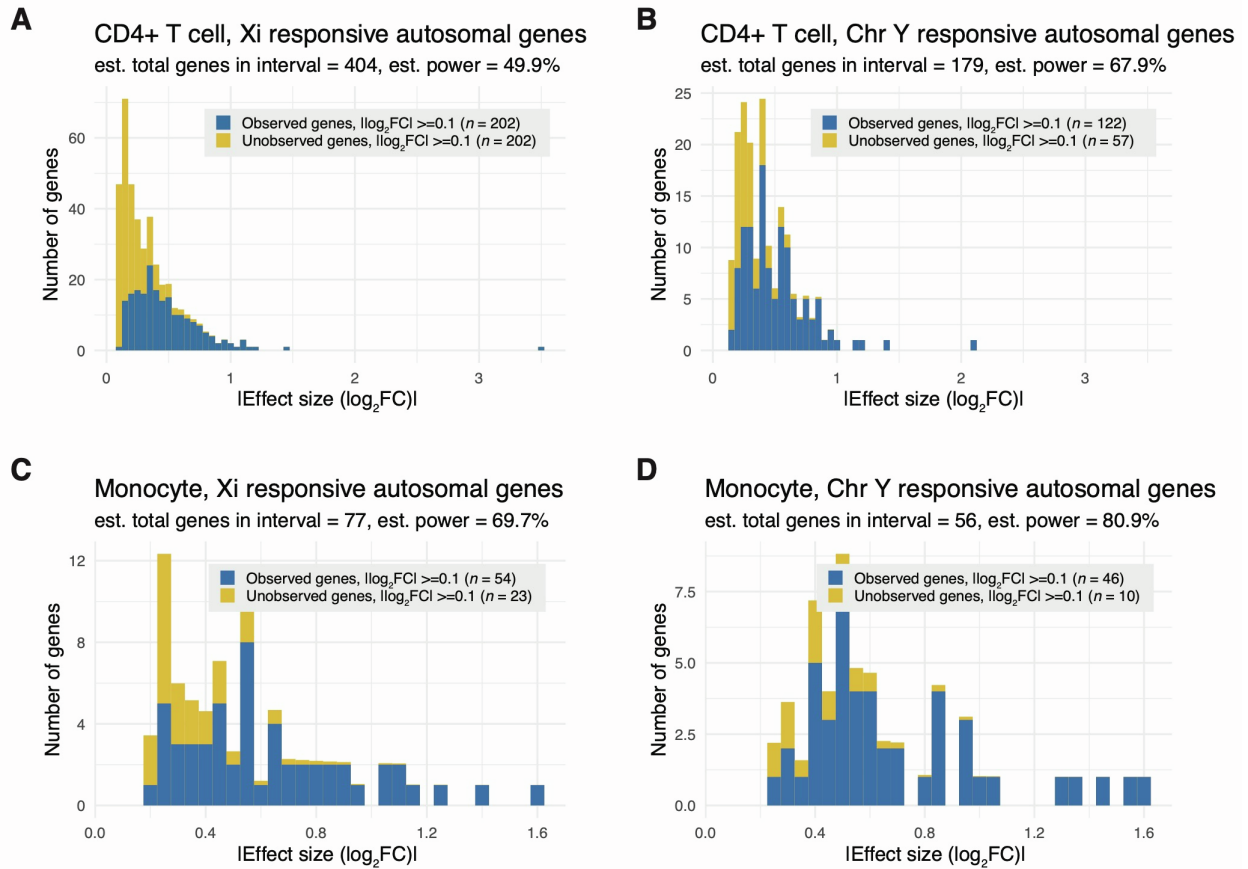 A
CD4+ T cell, Xi responsive autosomal genes
est. total genes in interval = 404, est. power = 49.9%
Observed genes, |log₂FC| >=0.1 (n = 202)
Unobserved genes, |log₂FC| >=0.1 (n = 202)
Number of genes
60
40
20
0
0 1 2 3
|Effect size (log₂FC)|
B
CD4+ T cell, Chr Y responsive autosomal genes
est. total genes in interval = 179, est. power = 67.9%
Observed genes, |log₂FC| >=0.1 (n = 122)
Unobserved genes, |log₂FC| >=0.1 (n = 57)
Number of genes
25
20
15
10
5
0
0 1 2 3
|Effect size (log₂FC)|
C
Monocyte, Xi responsive autosomal genes
est. total genes in interval = 77, est. power = 69.7%
Observed genes, |log₂FC| >=0.1 (n = 54)
Unobserved genes, |log₂FC| >=0.1 (n = 23)
Number of genes
12
8
4
0
0.0 0.4 0.8 1.2 1.6
|Effect size (log₂FC)|
D
Monocyte, Chr Y responsive autosomal genes
est. total genes in interval = 56, est. power = 80.9%
Observed genes, |log₂FC| >=0.1 (n = 46)
Unobserved genes, |log₂FC| >=0.1 (n = 10)
Number of genes
7.5
5.0
2.5
0.0
0.0 0.4 0.8 1.2 1.6
|Effect size (log₂FC)|